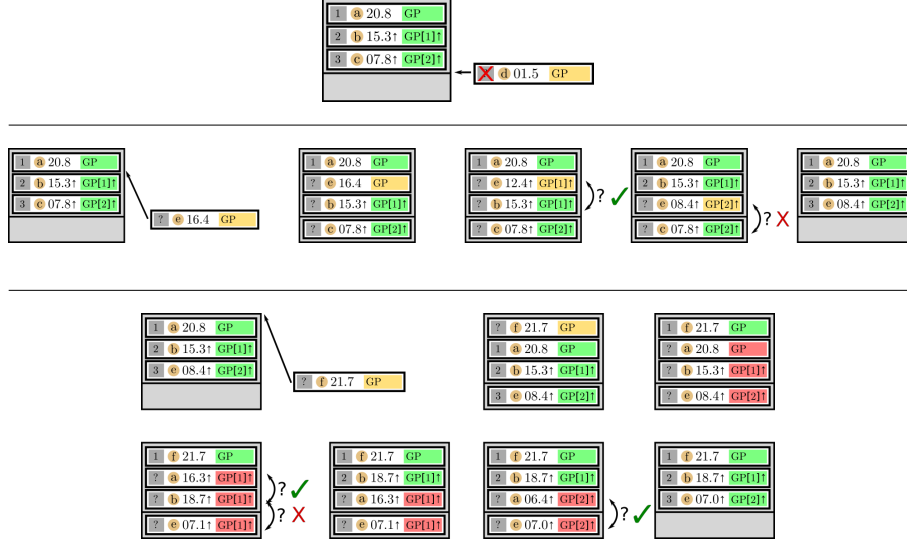 1 a 20.8 GP
2 b 15.3↑ GP[1]↑
3 c 07.8↑ GP[2]↑
d 01.5 GP
1 a 20.8 GP
2 b 15.3↑ GP[1]↑
3 c 07.8↑ GP[2]↑
? e 16.4 GP
1 a 20.8 GP
? e 16.4 GP
? b 15.3↑ GP[1]↑
? c 07.8↑ GP[2]↑
1 a 20.8 GP
? e 12.4↑ GP[1]↑
? b 15.3↑ GP[1]↑
? c 07.8↑ GP[2]↑
? ✓
1 a 20.8 GP
2 b 15.3↑ GP[1]↑
? e 08.4↑ GP[2]↑
? c 07.8↑ GP[2]↑
? X
1 a 20.8 GP
2 b 15.3↑ GP[1]↑
3 e 08.4↑ GP[2]↑
1 a 20.8 GP
2 b 15.3↑ GP[1]↑
3 e 08.4↑ GP[2]↑
? f 21.7 GP
? f 21.7 GP
1 a 20.8 GP
2 b 15.3↑ GP[1]↑
3 e 08.4↑ GP[2]↑
1 f 21.7 GP
? a 20.8 GP
? b 15.3↑ GP[1]↑
? e 08.4↑ GP[2]↑
1 f 21.7 GP
? a 16.3↑ GP[1]↑
? b 18.7↑ GP[1]↑
? e 07.1↑ GP[1]↑
? ✓
? X
1 f 21.7 GP
2 b 18.7↑ GP[1]↑
? a 16.3↑ GP[1]↑
? e 07.1↑ GP[1]↑
1 f 21.7 GP
2 b 18.7↑ GP[1]↑
? a 06.4↑ GP[2]↑
? e 07.0↑ GP[2]↑
? ✓
1 f 21.7 GP
2 b 18.7↑ GP[1]↑
3 e 07.0↑ GP[2]↑